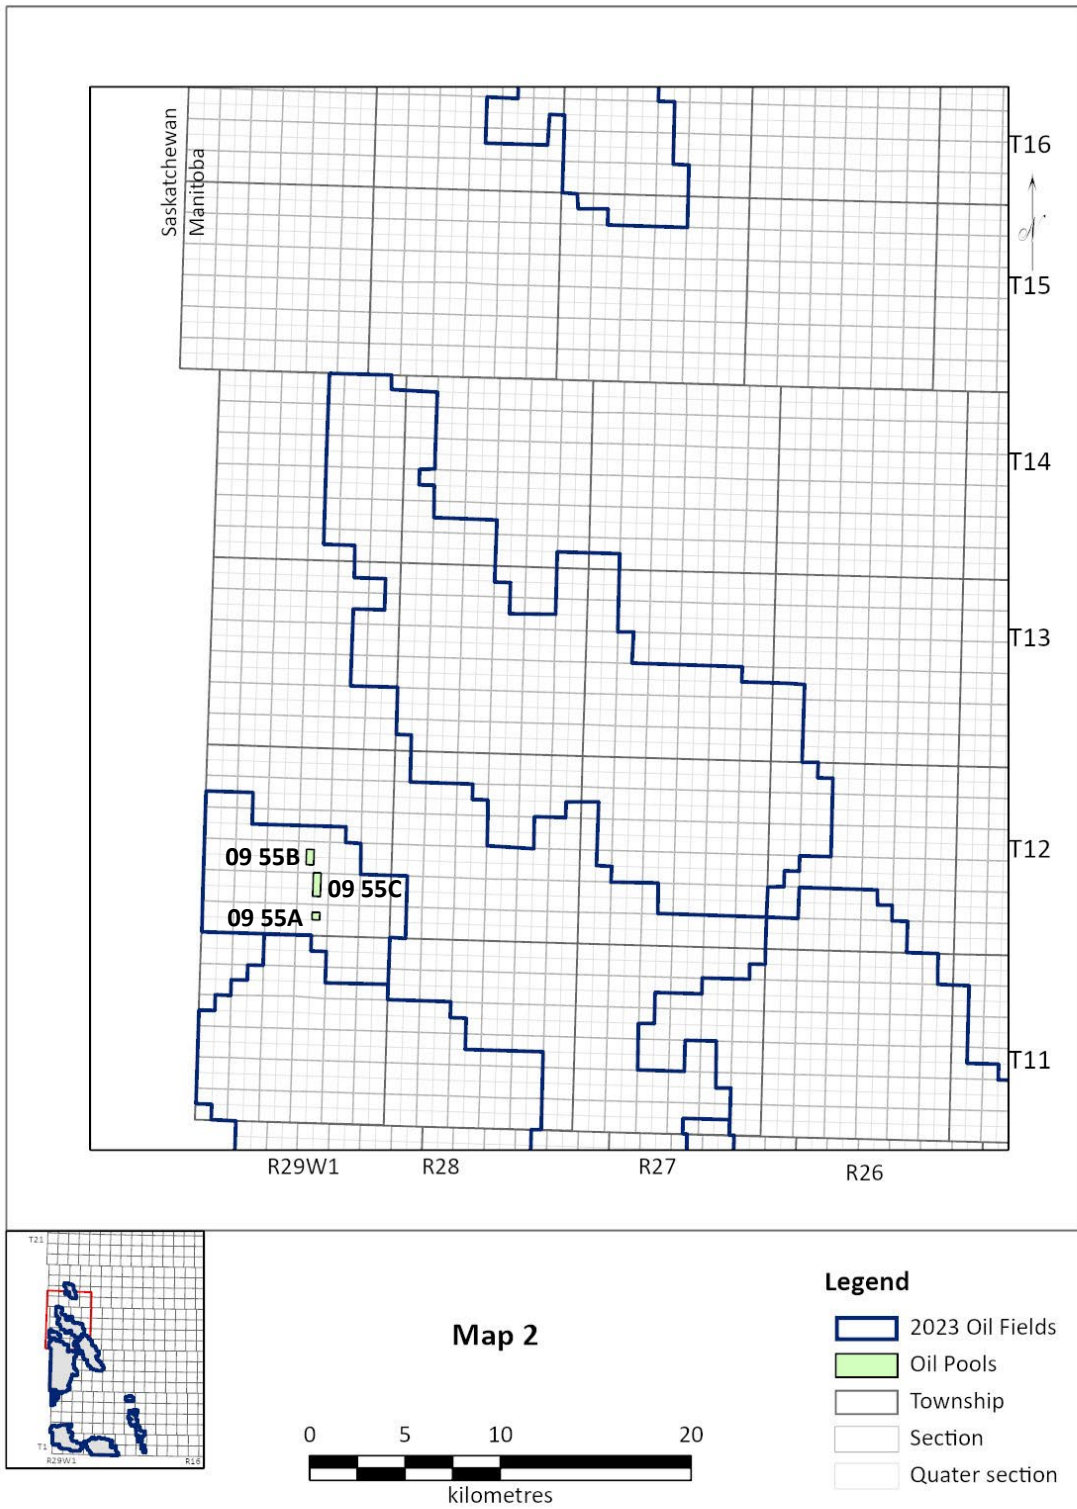 Saskatchewan
Manitoba
T16
N
T15
T14
T13
T12
09 55B
09 55C
09 55A
T11
R29W1
R28
R27
R26
T21
T1
R29W1
R16
Map 2
0
5
10
20
kilometres
Legend
2023 Oil Fields
Oil Pools
Township
Section
Quater section